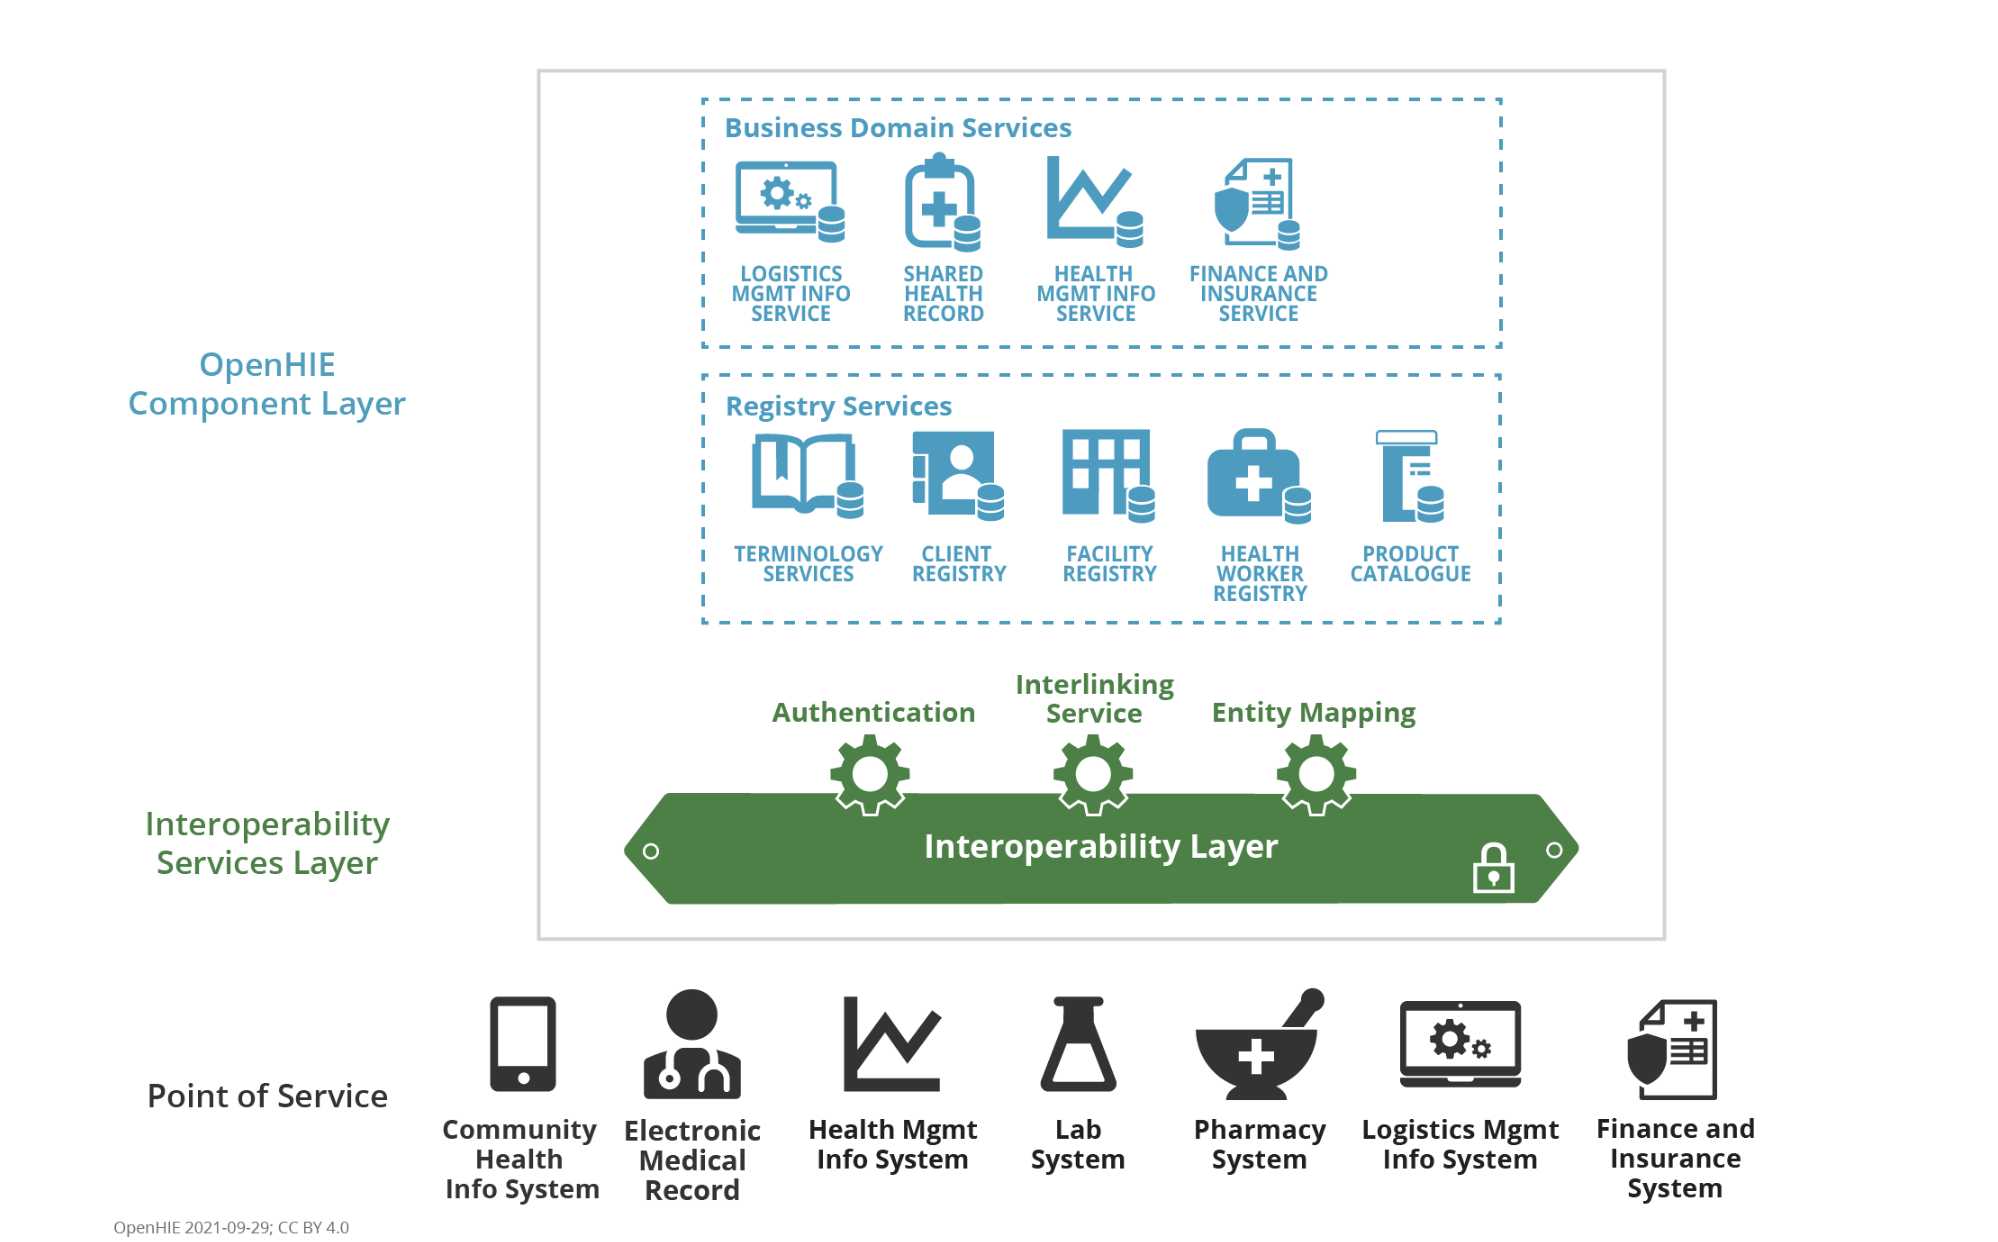 Business Domain Services
LOGISTICS
MGMT INFO
SERVICE
SHARED
HEALTH
RECORD
HEALTH
MGMT INFO
SERVICE
FINANCE AND
INSURANCE
SERVICE
OpenHIE
Component Layer
Registry Services
TERMINOLOGY
SERVICES
CLIENT
REGISTRY
FACILITY
REGISTRY
HEALTH
WORKER
REGISTRY
PRODUCT
CATALOGUE
Authentication
Interlinking
Service
Entity Mapping
Interoperability
Services Layer
Interoperability Layer
Point of Service
Community
Health
Info System
Electronic
Medical
Record
Health Mgmt
Info System
Lab
System
Pharmacy
System
Logistics Mgmt
Info System
Finance and
Insurance
System
OpenHIE 2021-09-29; CC BY 4.0